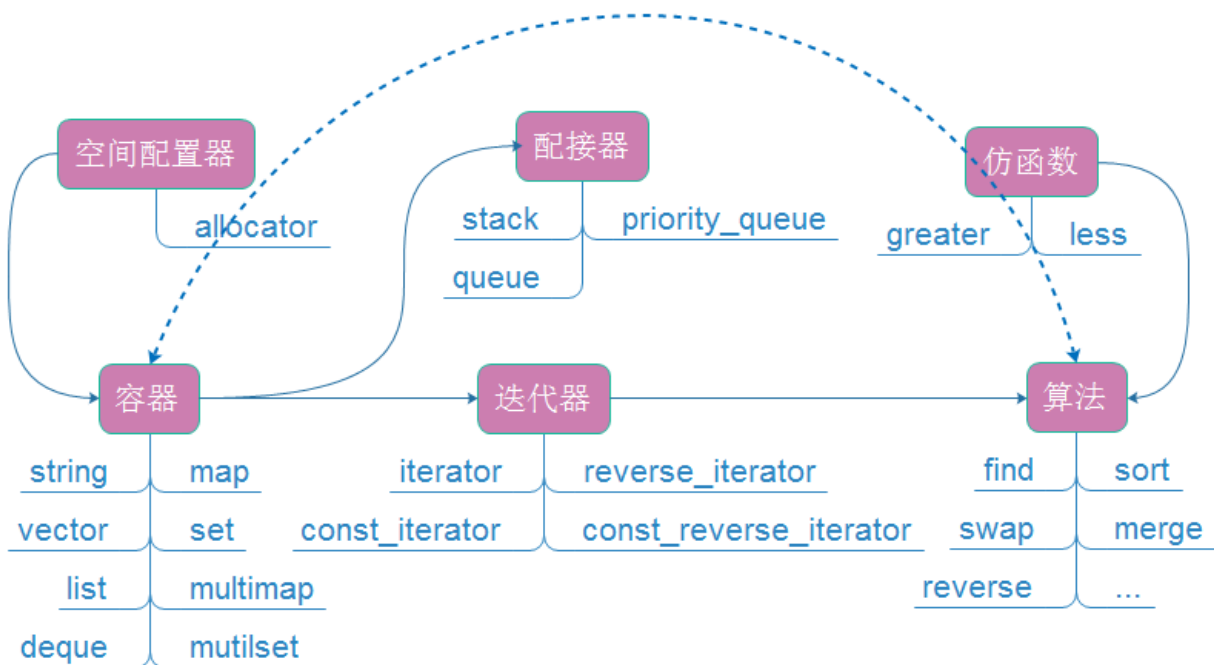 空间配置器
allocator
配接器
stack
priority_queue
queue
仿函数
greater
less
容器
string
map
vector
set
list
multimap
deque
mutilset
迭代器
iterator
reverse_iterator
const_iterator
const_reverse_iterator
算法
find
sort
swap
merge
reverse
...